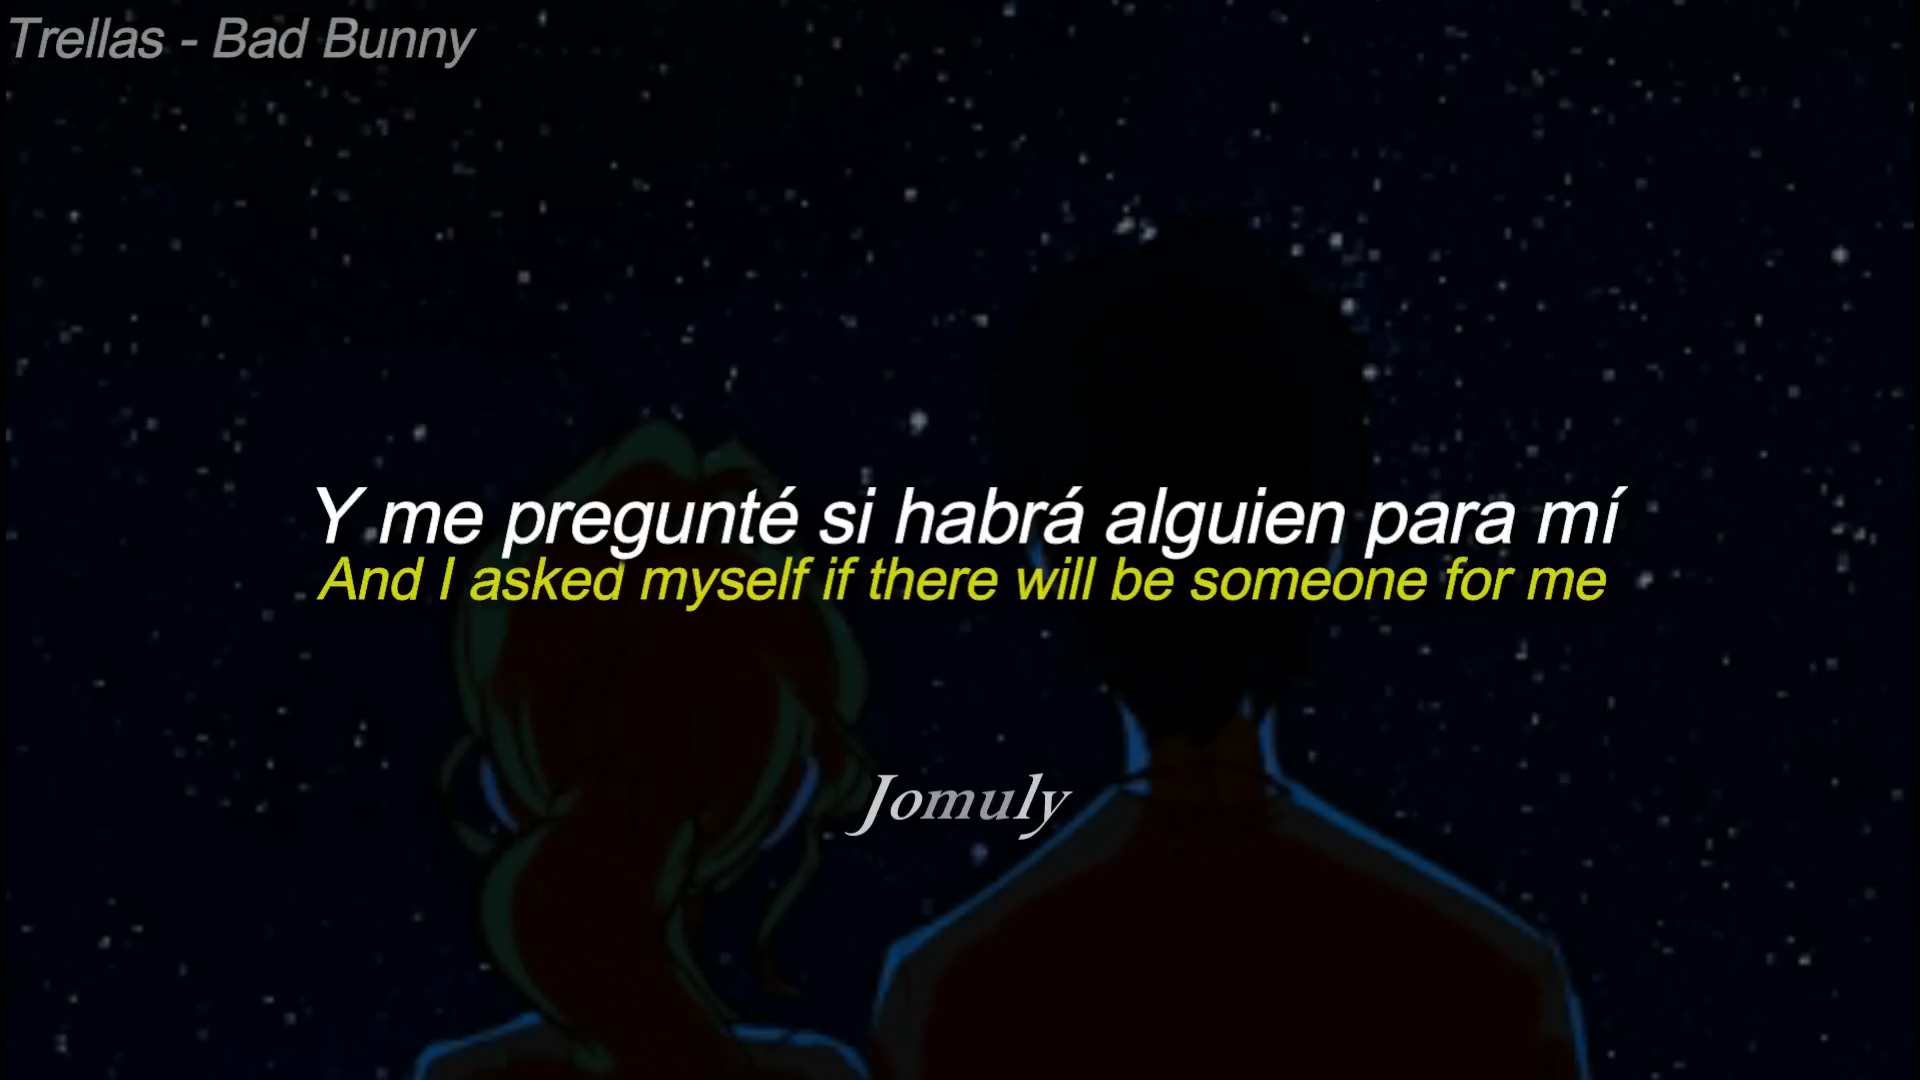 Trellas - Bad Bunny
Y me pregunté si habrá alguien para mí
And I asked myself if there will be someone for me
Jomuly